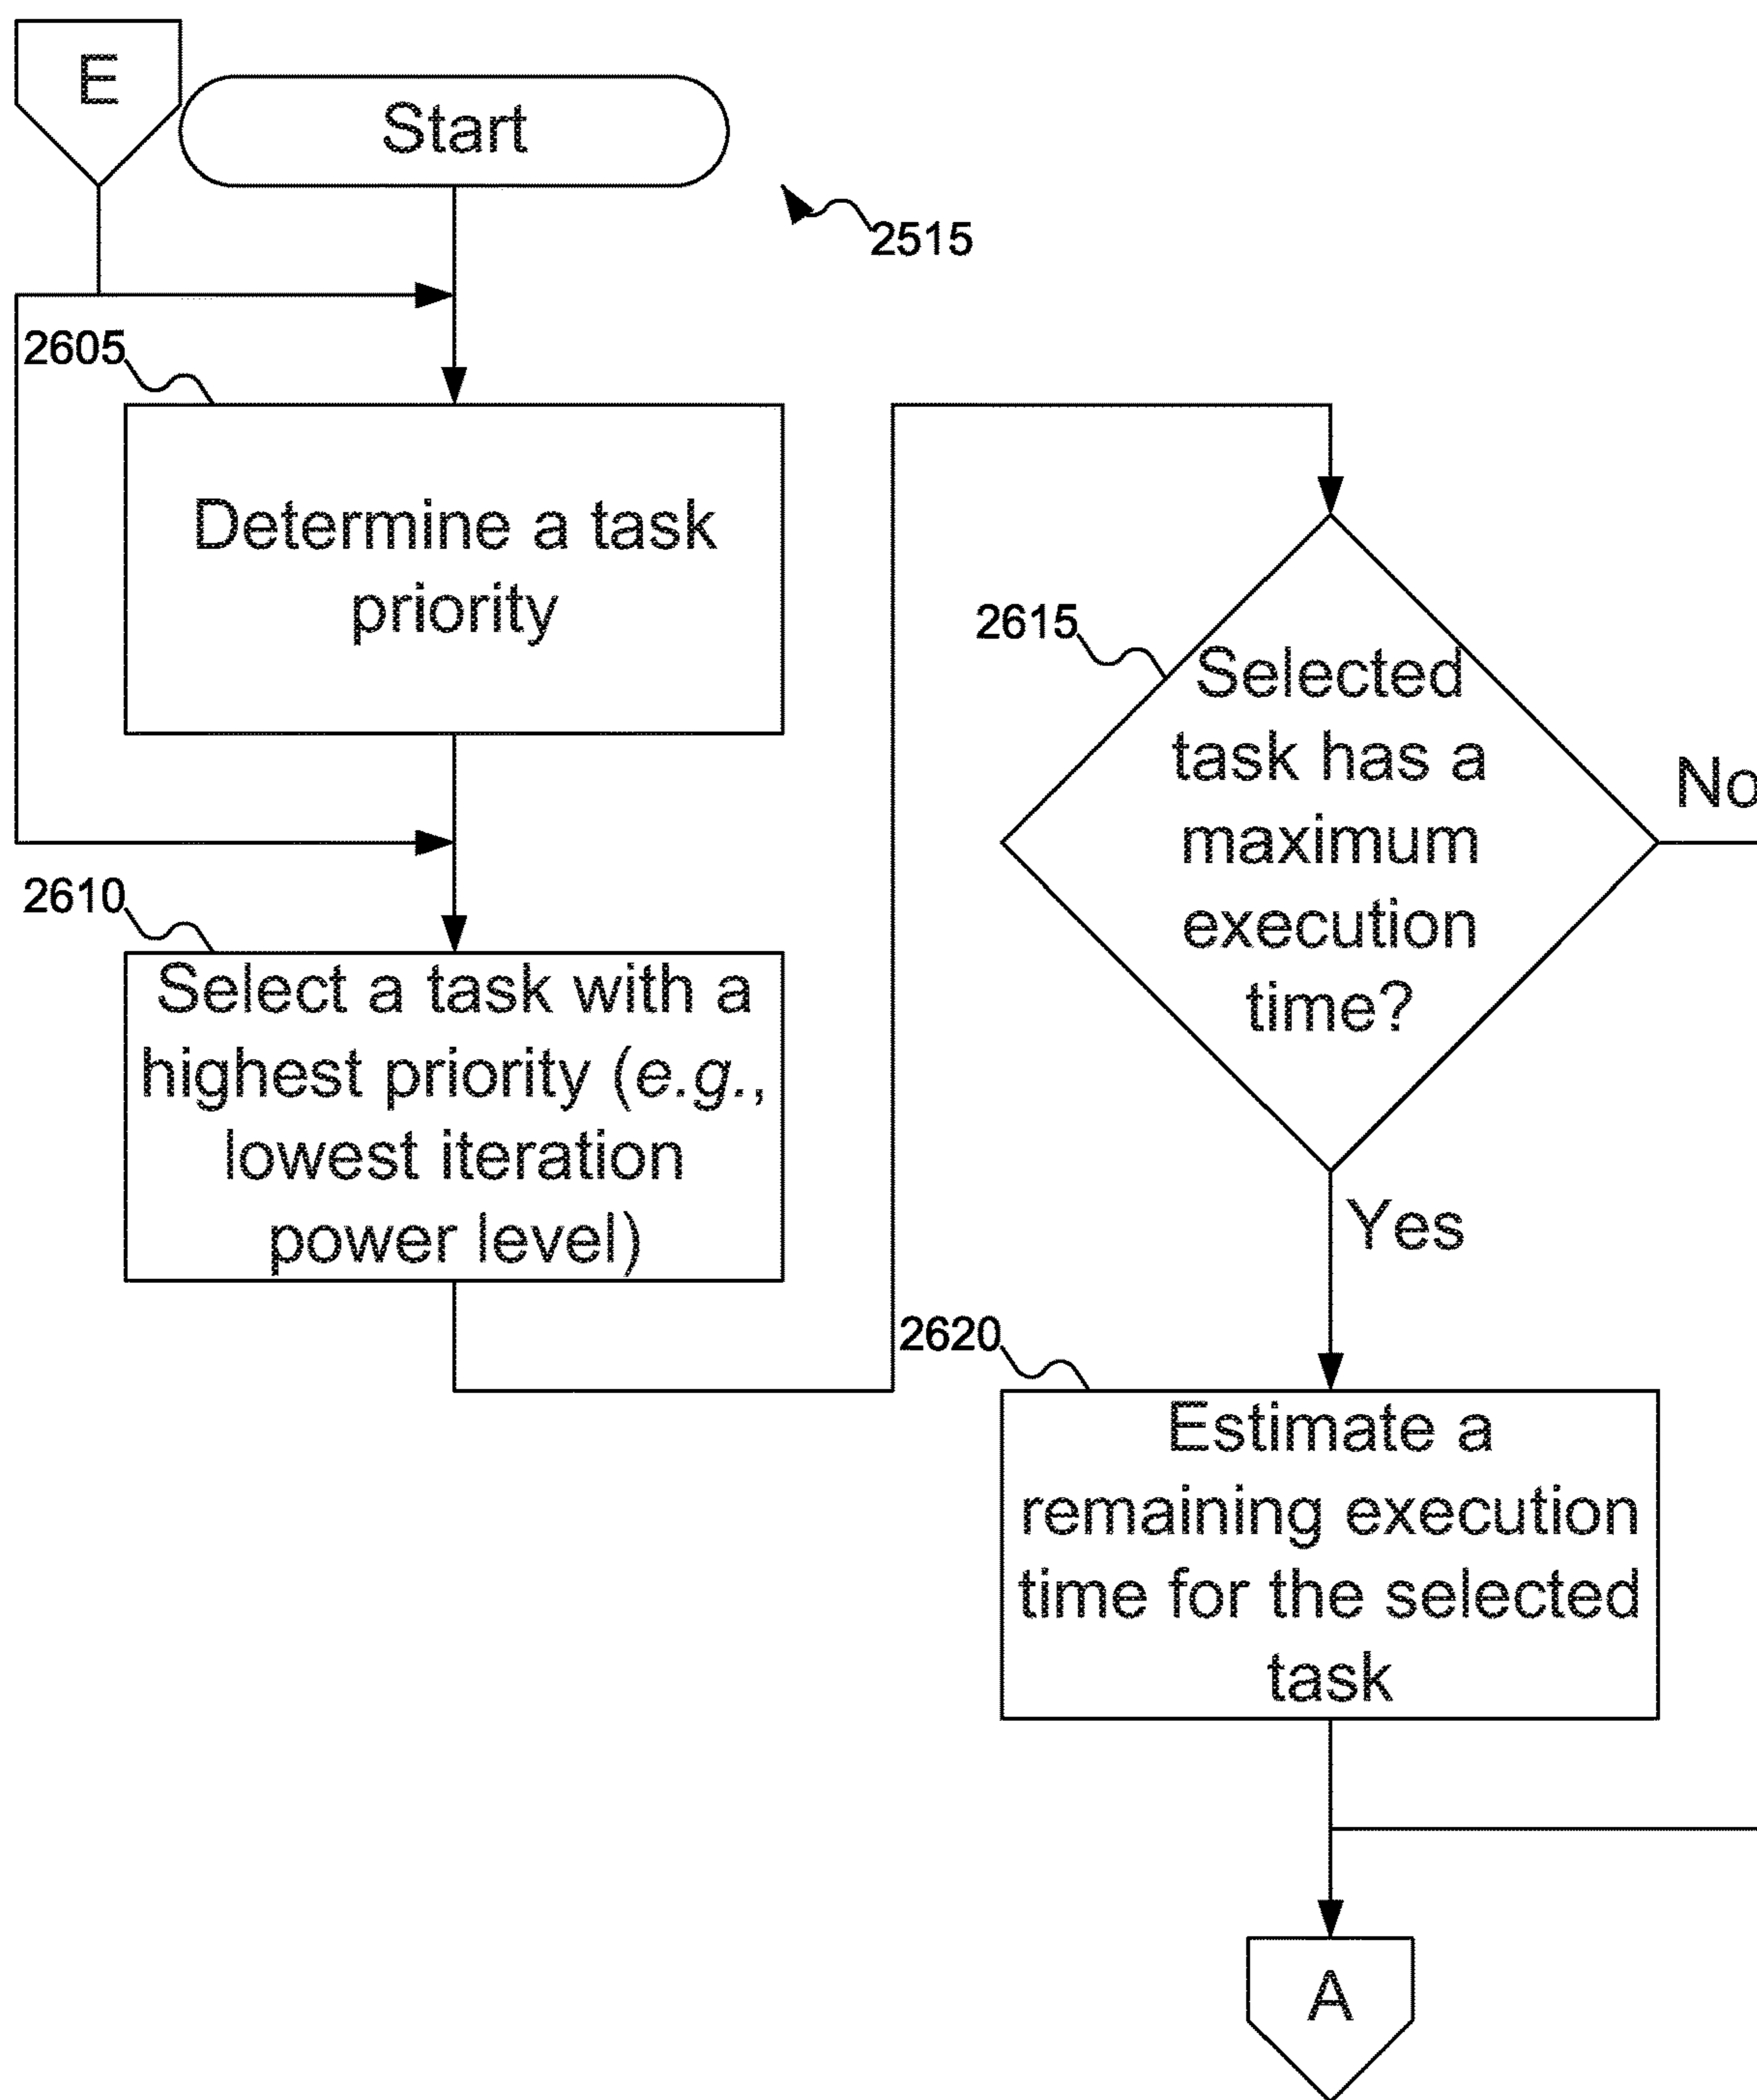 E
Start
2515
2605
Determine a task
priority
2610
Select a task with a
highest priority (e.g.,
lowest iteration
power level)
2615
Selected
task has a
maximum
execution
time?
No
Yes
2620
Estimate a
remaining execution
time for the selected
task
A